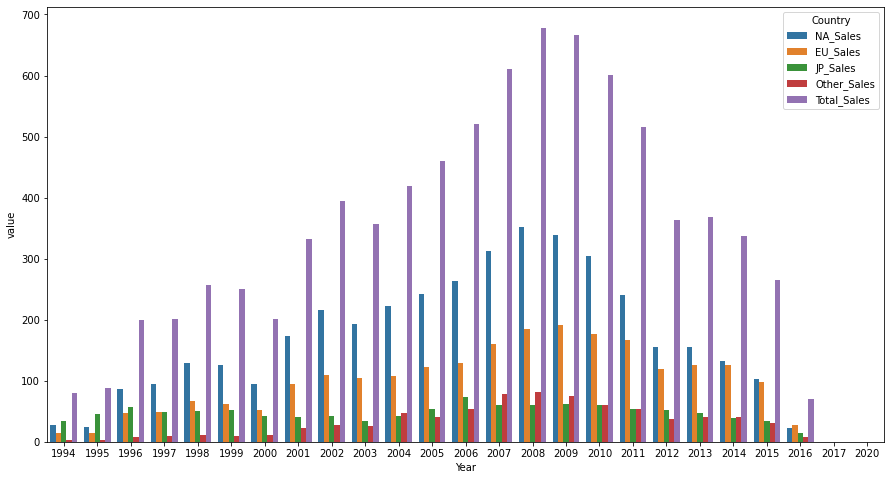 700
600
500
400
300
200
100
0
value
Country
NA_Sales
EU_Sales
JP_Sales
Other_Sales
Total_Sales
1994 1995 1996 1997 1998 1999 2000 2001 2002 2003 2004 2005 2006 2007 2008 2009 2010 2011 2012 2013 2014 2015 2016 2017 2020
Year